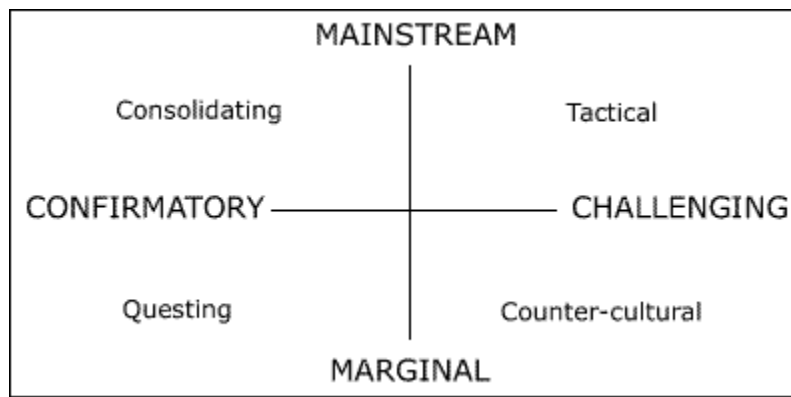 MAINSTREAM
Consolidating
Tactical
CONFIRMATORY
CHALLENGING
Questing
Counter-cultural
MARGINAL